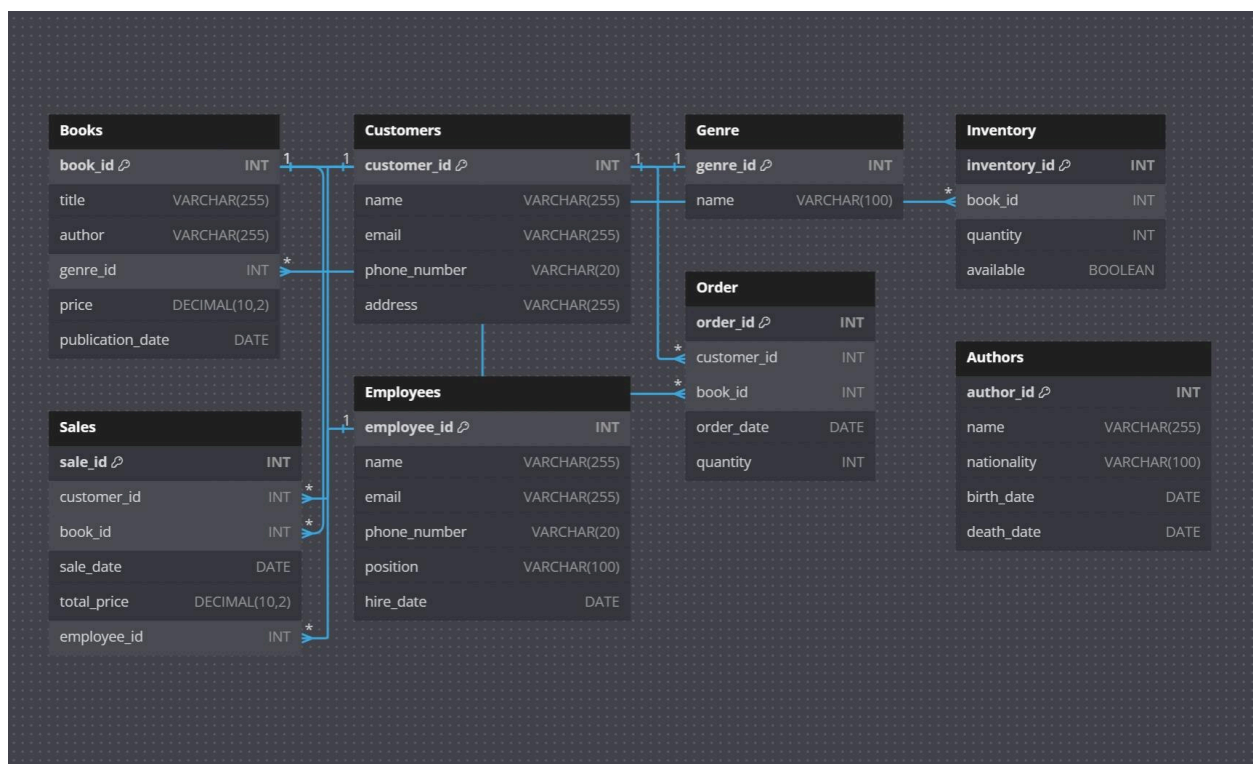 Books
book_id INT
title VARCHAR(255)
author VARCHAR(255)
genre_id INT
price DECIMAL(10,2)
publication_date DATE
1
*
Customers
1 customer_id INT 1
name VARCHAR(255)
email VARCHAR(255)
phone_number VARCHAR(20)
address VARCHAR(255)
Genre
1 genre_id INT
name VARCHAR(100)
Inventory
inventory_id INT
* book_id INT
quantity INT
available BOOLEAN
Order
order_id INT
* customer_id INT
* book_id INT
order_date DATE
quantity INT
Authors
author_id INT
name VARCHAR(255)
nationality VARCHAR(100)
birth_date DATE
death_date DATE
Employees
1 employee_id INT
name VARCHAR(255)
email VARCHAR(255)
phone_number VARCHAR(20)
position VARCHAR(100)
hire_date DATE
Sales
sale_id INT
customer_id INT *
book_id INT *
sale_date DATE
total_price DECIMAL(10,2)
employee_id INT *